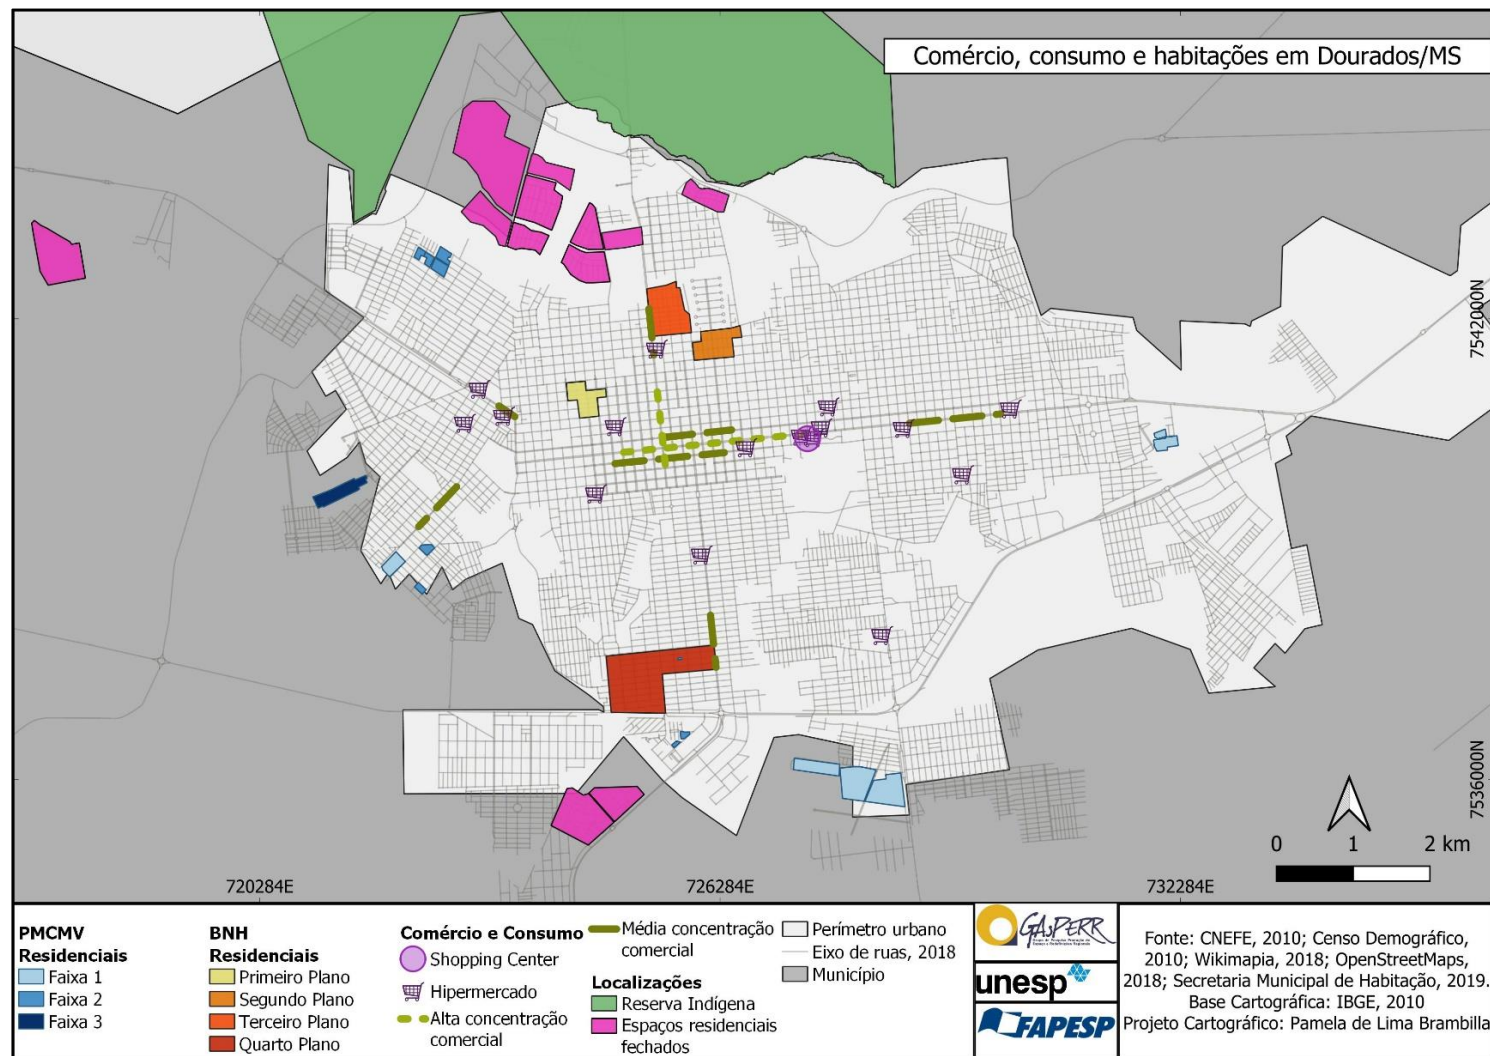 Comércio, consumo e habitações em Dourados/MS
7542000N
7536000N
0 1 2 km
720284E
726284E
732284E
PMCMV
Residenciais
Faixa 1
Faixa 2
Faixa 3
BNH
Residenciais
Primeiro Plano
Segundo Plano
Terceiro Plano
Quarto Plano
Comércio e Consumo
Shopping Center
Hipermercado
Alta concentração
comercial
Média concentração
comercial
Localizações
Reserva Indígena
Espaços residenciais
fechados
Perímetro urbano
Eixo de ruas, 2018
Município
GAsPERR
unesp
FAPESP
Fonte: CNEFE, 2010; Censo Demográfico,
2010; Wikimapia, 2018; OpenStreetMaps,
2018; Secretaria Municipal de Habitação, 2019.
Base Cartográfica: IBGE, 2010
Projeto Cartográfico: Pamela de Lima Brambilla